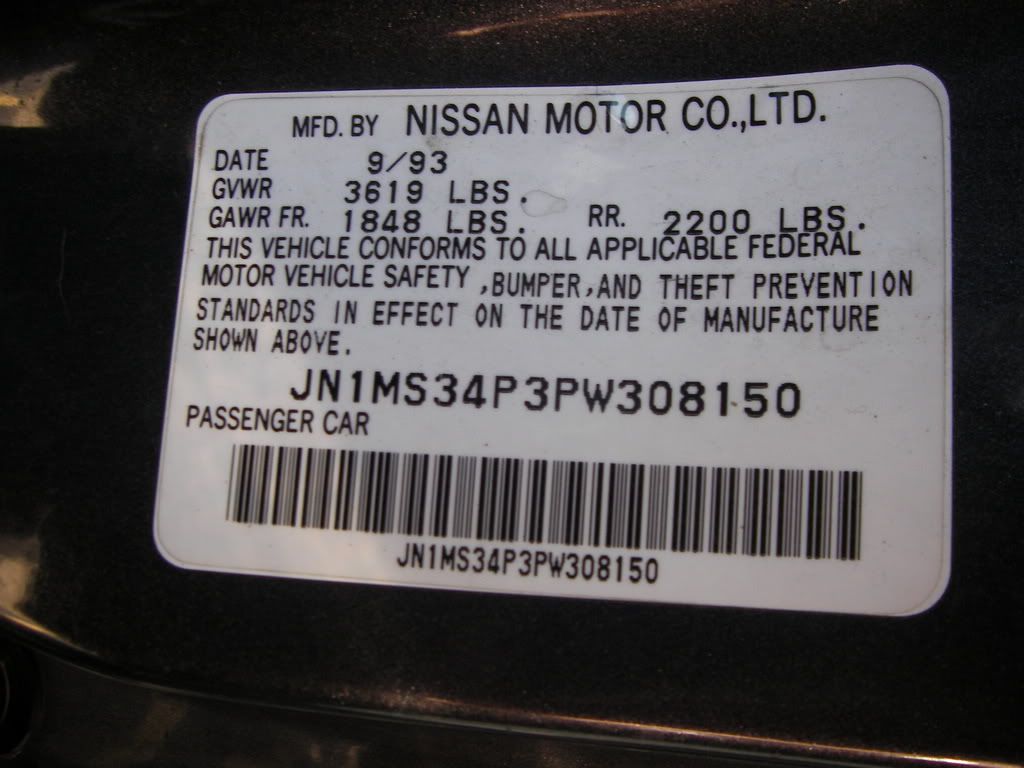 MFD. BY NISSAN MOTOR CO.,LTD.
DATE 9/93
GVWR 3619 LBS.
GAWR FR. 1848 LBS. RR. 2200 LBS.
THIS VEHICLE CONFORMS TO ALL APPLICABLE FEDERAL
MOTOR VEHICLE SAFETY ,BUMPER,AND THEFT PREVENTION
STANDARDS IN EFFECT ON THE DATE OF MANUFACTURE
SHOWN ABOVE.
JN1MS34P3PW308150
PASSENGER CAR
JN1MS34P3PW308150